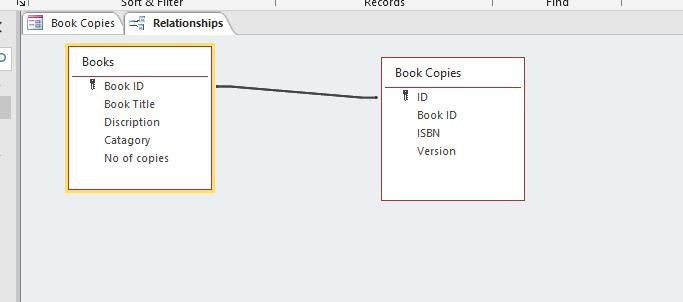 Sort & Filter
Records
Find
Book Copies
Relationships
Books
Book ID
Book Title
Discription
Catagory
No of copies
Book Copies
ID
Book ID
ISBN
Version